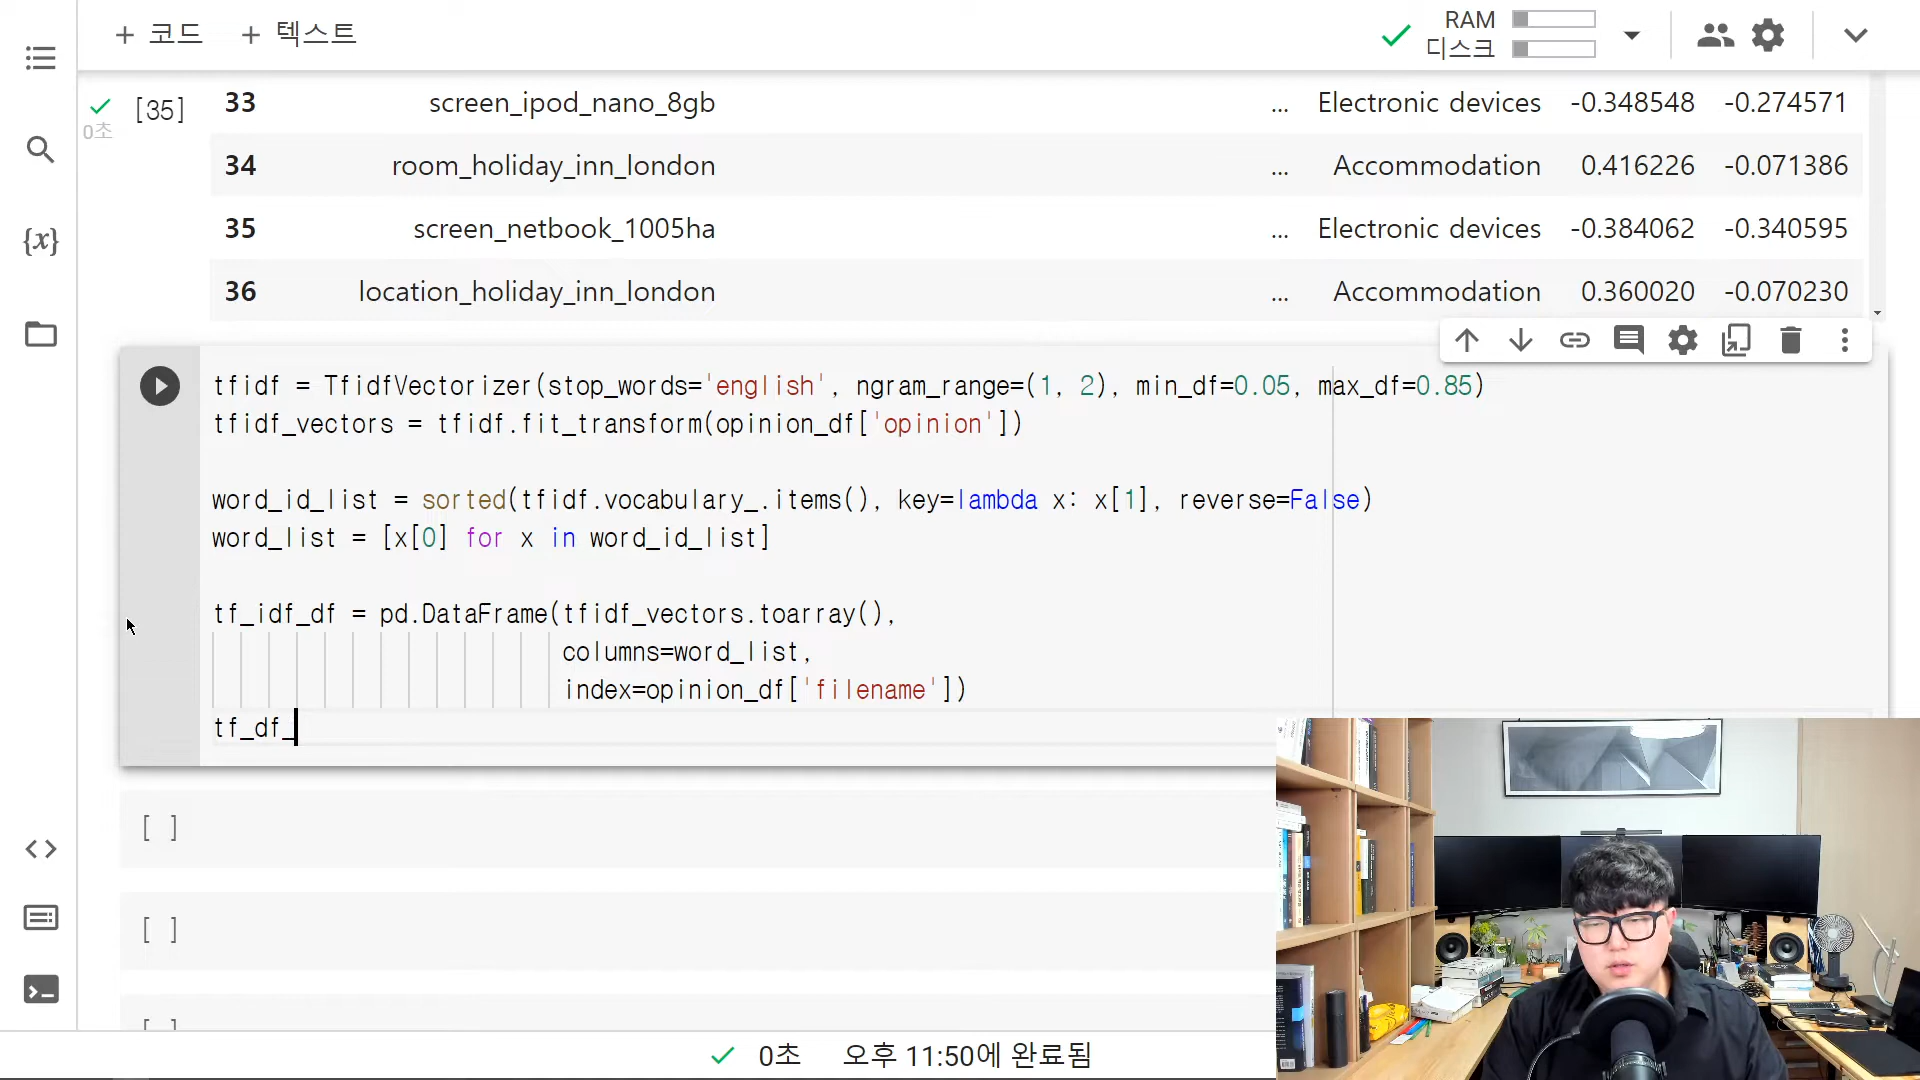 + 코드 + 텍스트
RAM
디스크
[35]
0초
33 screen_ipod_nano_8gb ... Electronic devices -0.348548 -0.274571
34 room_holiday_inn_london ... Accommodation 0.416226 -0.071386
35 screen_netbook_1005ha ... Electronic devices -0.384062 -0.340595
36 location_holiday_inn_london ... Accommodation 0.360020 -0.070230
{x}
tfidf = TfidfVectorizer(stop_words='english', ngram_range=(1, 2), min_df=0.05, max_df=0.85)
tfidf_vectors = tfidf.fit_transform(opinion_df['opinion'])
word_id_list = sorted(tfidf.vocabulary_.items(), key=lambda x: x[1], reverse=False)
word_list = [x[0] for x in word_id_list]
tf_idf_df = pd.DataFrame(tfidf_vectors.toarray(),
columns=word_list,
index=opinion_df['filename'])
tf_df_
[ ]
[ ]
[ ]
0초 오후 11:50에 완료됨